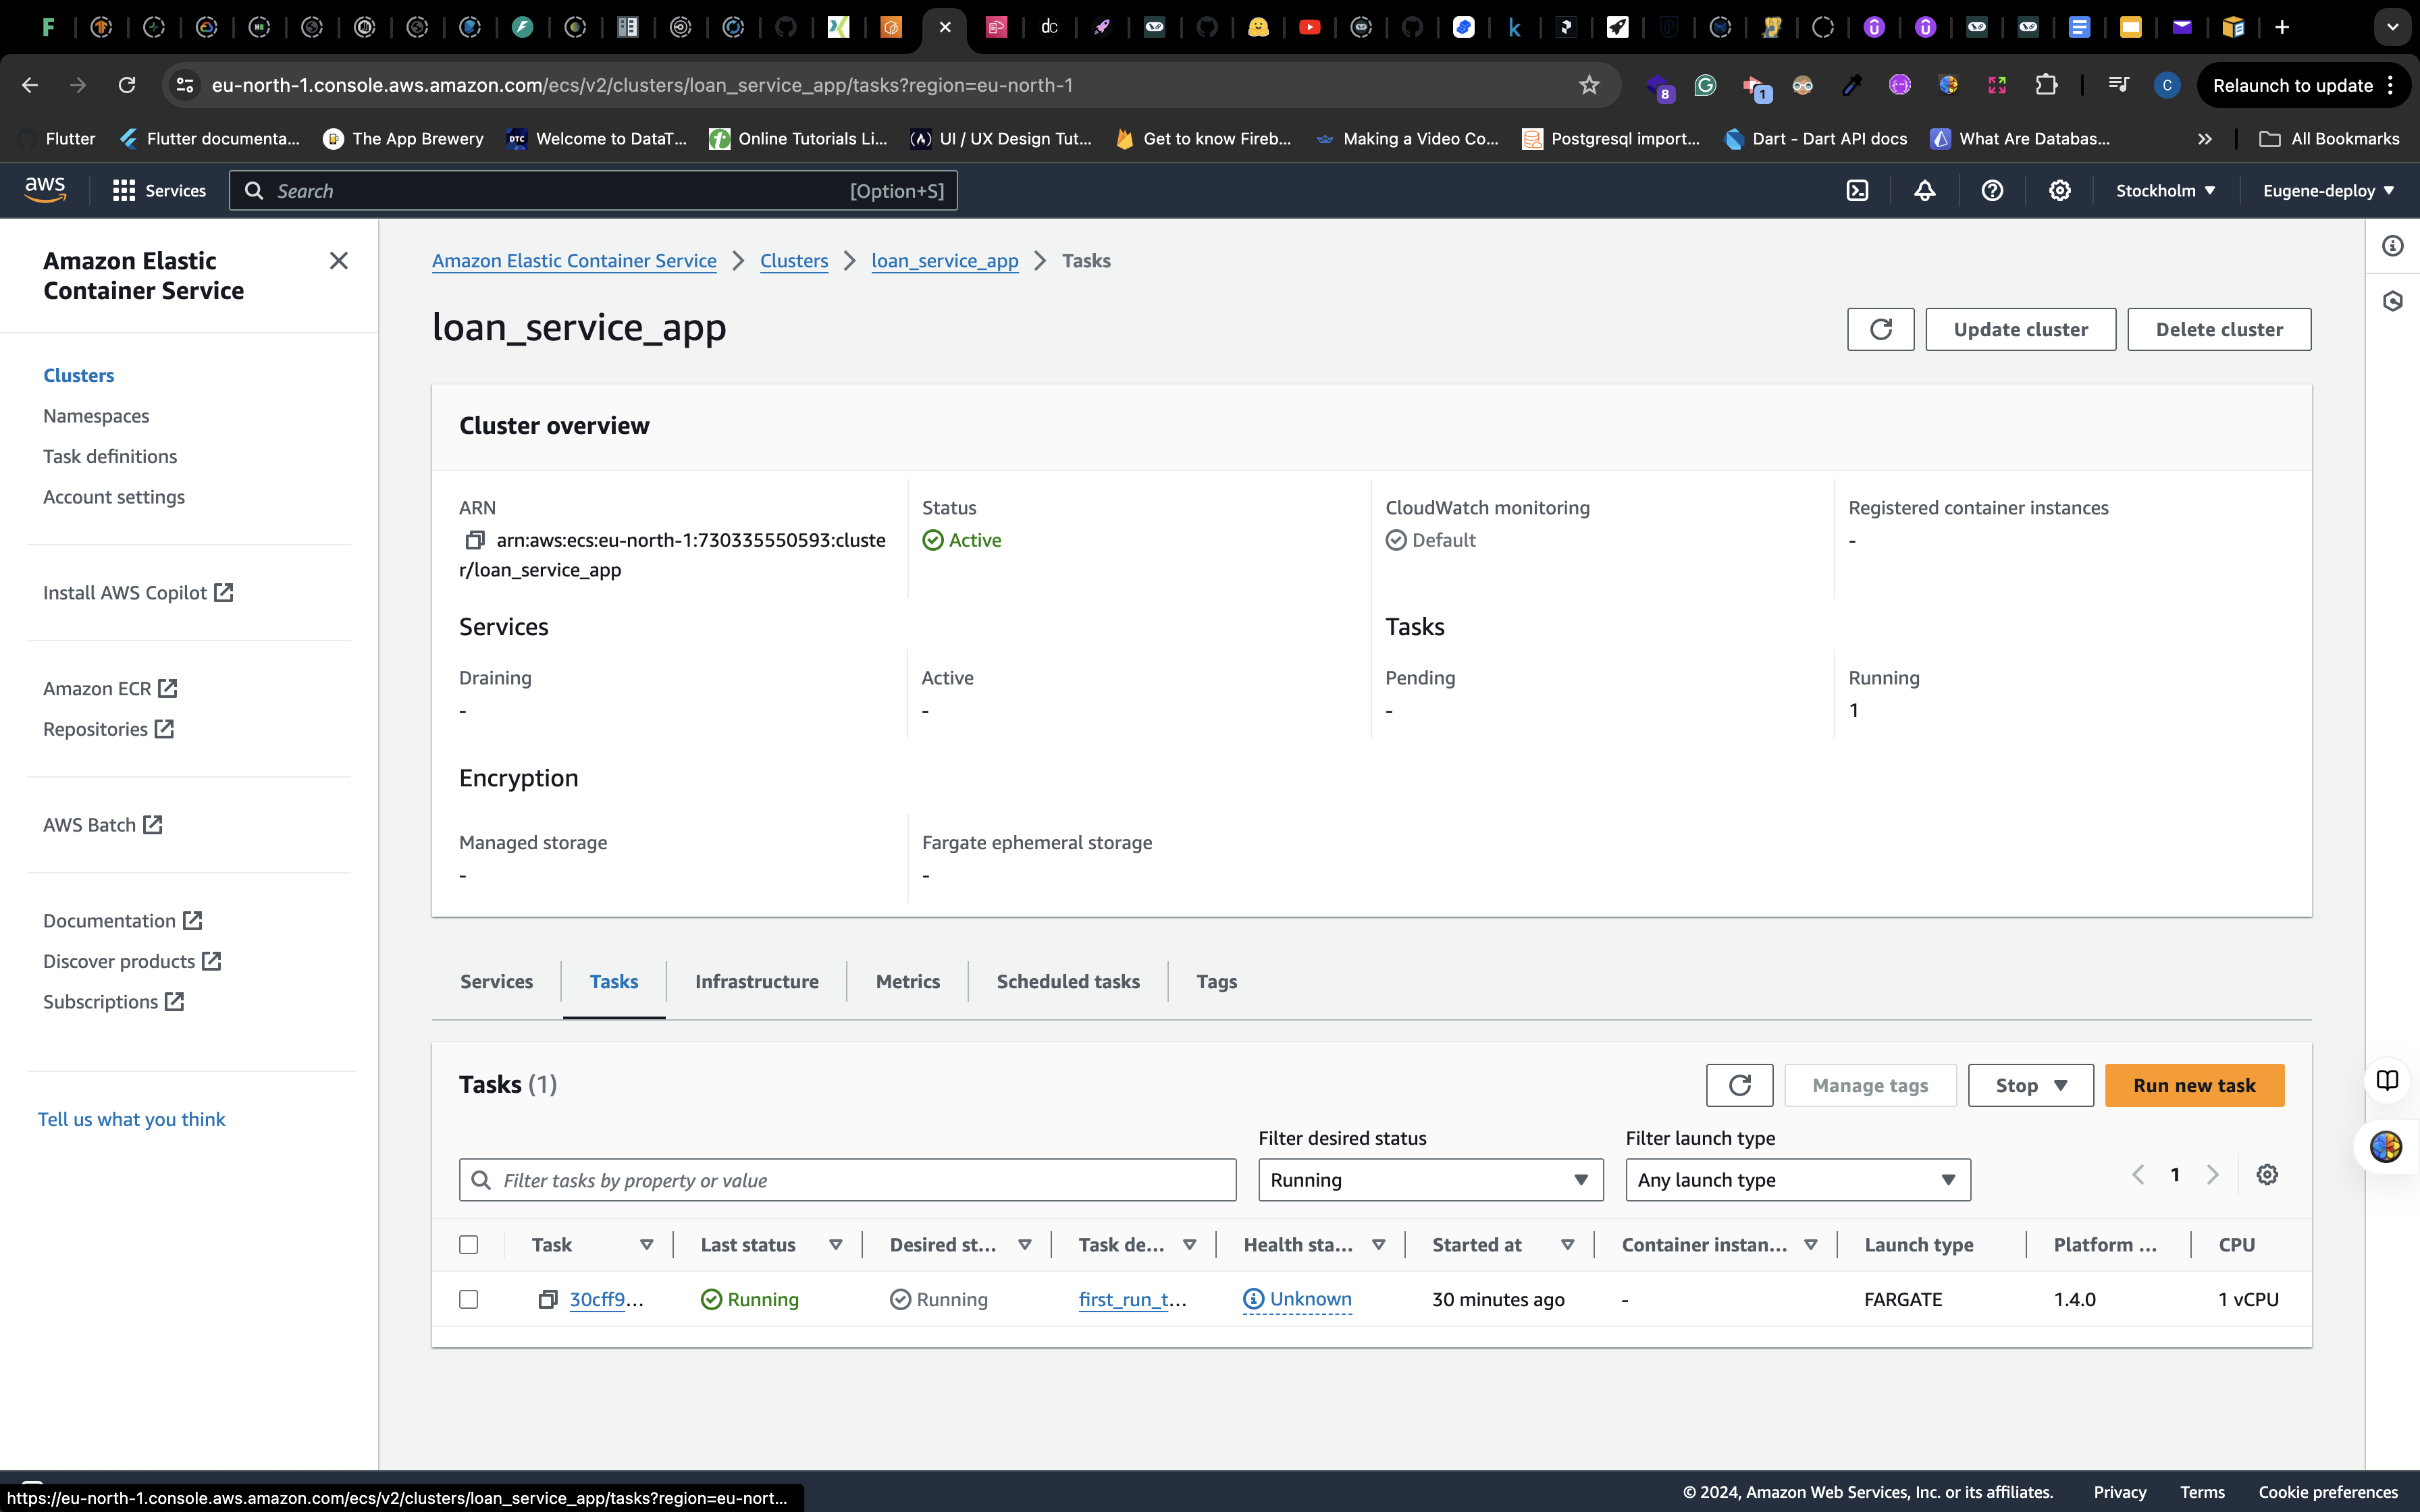 eu-north-1.console.aws.amazon.com/ecs/v2/clusters/loan_service_app/tasks?region=eu-north-1
8
1
C
Relaunch to update
Flutter
Flutter documenta...
The App Brewery
DTC Welcome to DataT...
Online Tutorials Li...
UI / UX Design Tut...
Get to know Fireb...
Making a Video Co...
Postgresql import...
Dart - Dart API docs
What Are Databas...
All Bookmarks
aws
Services
Search
[Option+S]
Stockholm
Eugene-deploy
Amazon Elastic
Container Service
Clusters
Namespaces
Task definitions
Account settings
Install AWS Copilot
Amazon ECR
Repositories
AWS Batch
Documentation
Discover products
Subscriptions
Tell us what you think
Amazon Elastic Container Service
Clusters
loan_service_app
Tasks
loan_service_app
Update cluster
Delete cluster
Cluster overview
ARN
arn:aws:ecs:eu-north-1:730335550593:cluste
r/loan_service_app
Status
Active
CloudWatch monitoring
Default
Registered container instances
-
Services
Tasks
Draining
-
Active
-
Pending
-
Running
1
Encryption
Managed storage
-
Fargate ephemeral storage
-
Services
Tasks
Infrastructure
Metrics
Scheduled tasks
Tags
Tasks (1)
Manage tags
Stop
Run new task
Filter desired status
Filter launch type
Filter tasks by property or value
Running
Any launch type
1
Task
Last status
Desired st...
Task de...
Health sta...
Started at
Container instan...
Launch type
Platform ...
CPU
30cff9...
Running
Running
first_run_t...
Unknown
30 minutes ago
-
FARGATE
1.4.0
1 vCPU
https://eu-north-1.console.aws.amazon.com/ecs/v2/clusters/loan_service_app/tasks?region=eu-nort...
© 2024, Amazon Web Services, Inc. or its affiliates.
Privacy
Terms
Cookie preferences